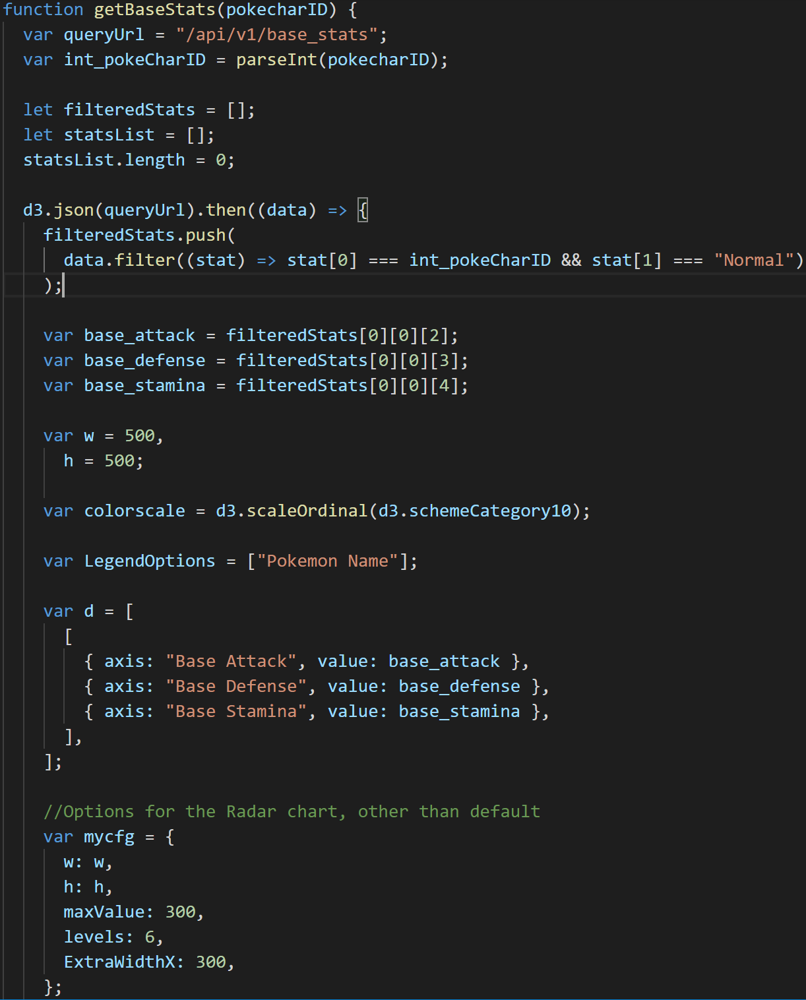 function getBaseStats(pokecharID) {
  var queryUrl = "/api/v1/base_stats";
  var int_pokeCharID = parseInt(pokecharID);

  let filteredStats = [];
  let statsList = [];
  statsList.length = 0;

  d3.json(queryUrl).then((data) => {
    filteredStats.push(
      data.filter((stat) => stat[0] === int_pokeCharID && stat[1] === "Normal")
    );

    var base_attack = filteredStats[0][0][2];
    var base_defense = filteredStats[0][0][3];
    var base_stamina = filteredStats[0][0][4];

    var w = 500,
      h = 500;

    var colorscale = d3.scaleOrdinal(d3.schemeCategory10);

    var LegendOptions = ["Pokemon Name"];

    var d = [
      [
        { axis: "Base Attack", value: base_attack },
        { axis: "Base Defense", value: base_defense },
        { axis: "Base Stamina", value: base_stamina },
      ],
    ];

    //Options for the Radar chart, other than default
    var mycfg = {
      w: w,
      h: h,
      maxValue: 300,
      levels: 6,
      ExtraWidthX: 300,
    };